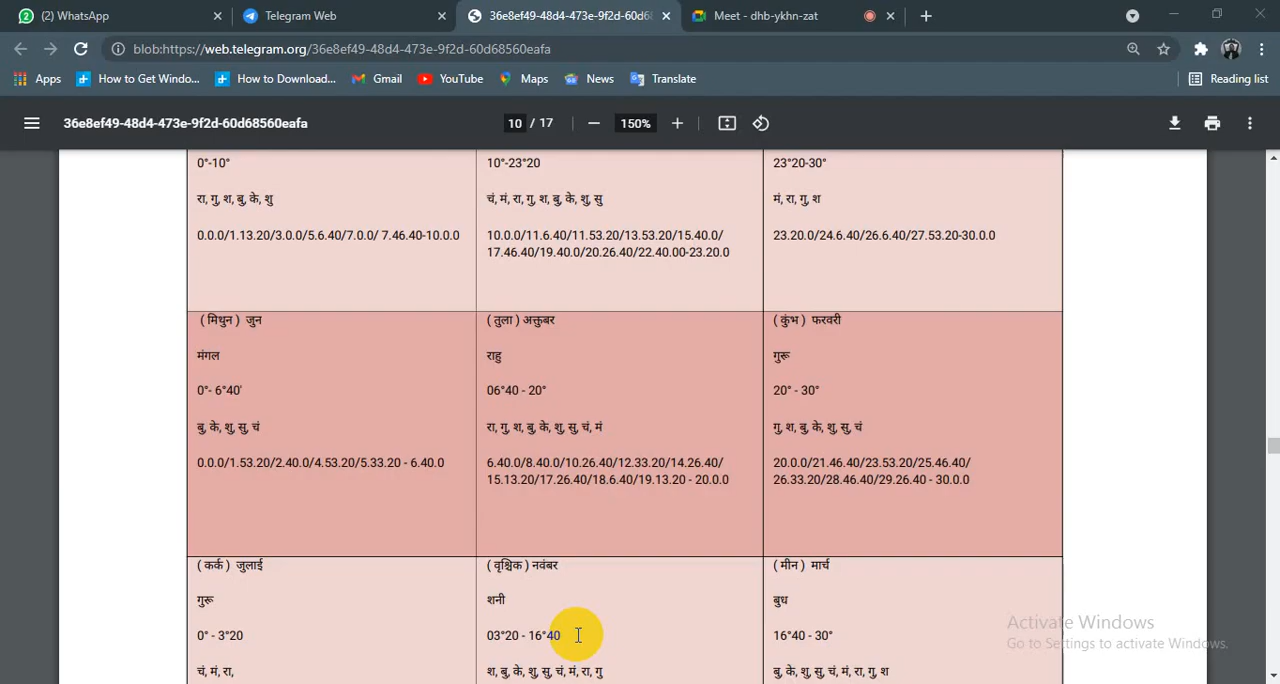 (2) WhatsApp
Telegram Web
36e8ef49-48d4-473e-9f2d-60d68
Meet - dhb-ykhn-zat
blob:https://web.telegram.org/36e8ef49-48d4-473e-9f2d-60d68560eafa
Apps
How to Get Windo...
How to Download...
Gmail
YouTube
Maps
News
Translate
Reading list
36e8ef49-48d4-473e-9f2d-60d68560eafa
10 / 17
150%
0°-10°
रा, गु, श, बु, के, शु
0.0.0/1.13.20/3.0.0/5.6.40/7.0.0/ 7.46.40-10.0.0
10°-23°20
चं, मं, रा, गु, श, बु, के, शु, सु
10.0.0/11.6.40/11.53.20/13.53.20/15.40.0/
17.46.40/19.40.0/20.26.40/22.40.00-23.20.0
23°20-30°
मं, रा, गु, श
23.20.0/24.6.40/26.6.40/27.53.20-30.0.0
( मिथुन ) जुन
मंगल
0°- 6°40'
बु, के, शु, सु, चं
0.0.0/1.53.20/2.40.0/4.53.20/5.33.20 - 6.40.0
( तुला ) अक्तुबर
राहु
06°40 - 20°
रा, गु, श, बु, के, शु, सु, चं, मं
6.40.0/8.40.0/10.26.40/12.33.20/14.26.40/
15.13.20/17.26.40/18.6.40/19.13.20 - 20.0.0
( कुंभ ) फरवरी
गुरू
20° - 30°
गु, श, बु, के, शु, सु, चं
20.0.0/21.46.40/23.53.20/25.46.40/
26.33.20/28.46.40/29.26.40 - 30.0.0
( कर्क ) जुलाई
गुरू
0° - 3°20
चं, मं, रा,
( वृश्चिक ) नवंबर
शनी
03°20 - 16°40
श, बु, के, शु, सु, चं, मं, रा, गु
( मीन ) मार्च
बुध
16°40 - 30°
बु, के, शु, सु, चं, मं, रा, गु, श
Activate Windows
Go to Settings to activate Windows.